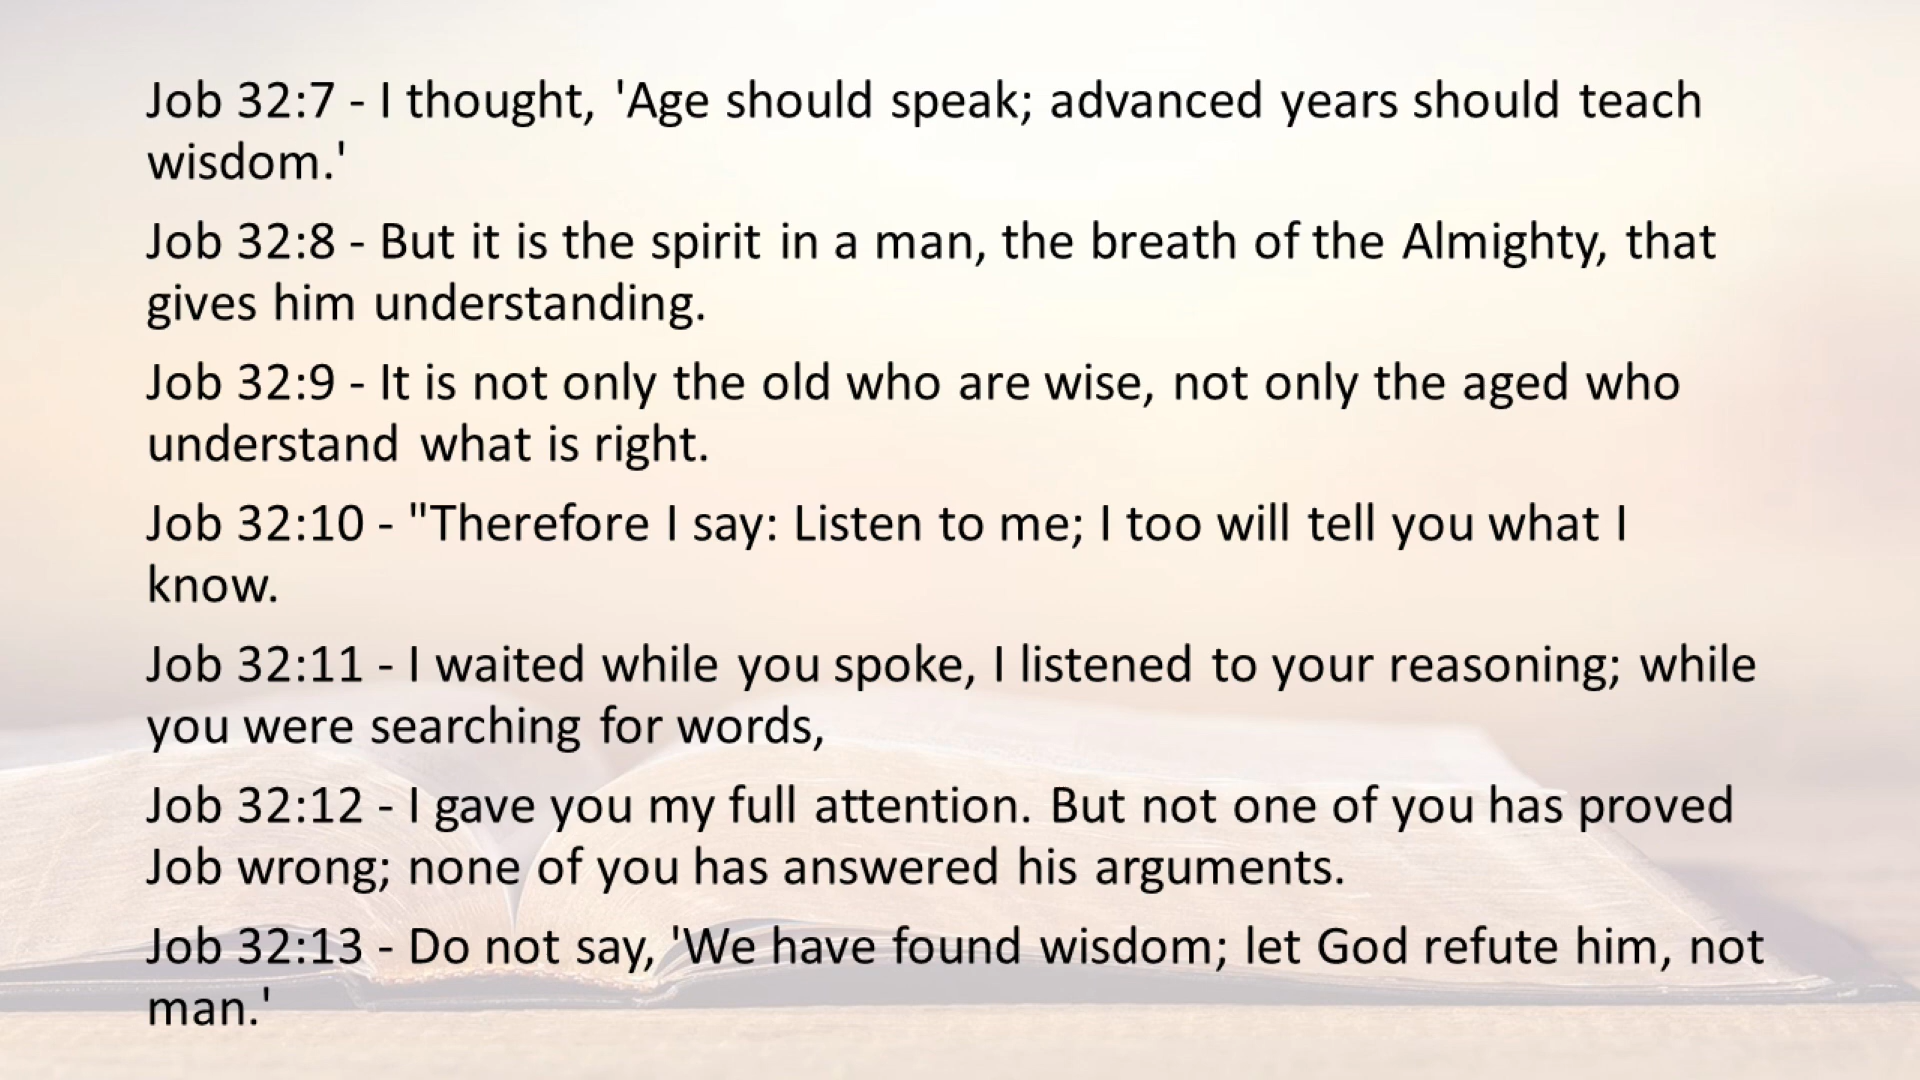 Job 32:7 - I thought, 'Age should speak; advanced years should teach
wisdom.'
Job 32:8 - But it is the spirit in a man, the breath of the Almighty, that
gives him understanding.
Job 32:9 - It is not only the old who are wise, not only the aged who
understand what is right.
Job 32:10 - "Therefore I say: Listen to me; I too will tell you what I
know.
Job 32:11 - I waited while you spoke, I listened to your reasoning; while
you were searching for words,
Job 32:12 - I gave you my full attention. But not one of you has proved
Job wrong; none of you has answered his arguments.
Job 32:13 - Do not say, 'We have found wisdom; let God refute him, not
man.'